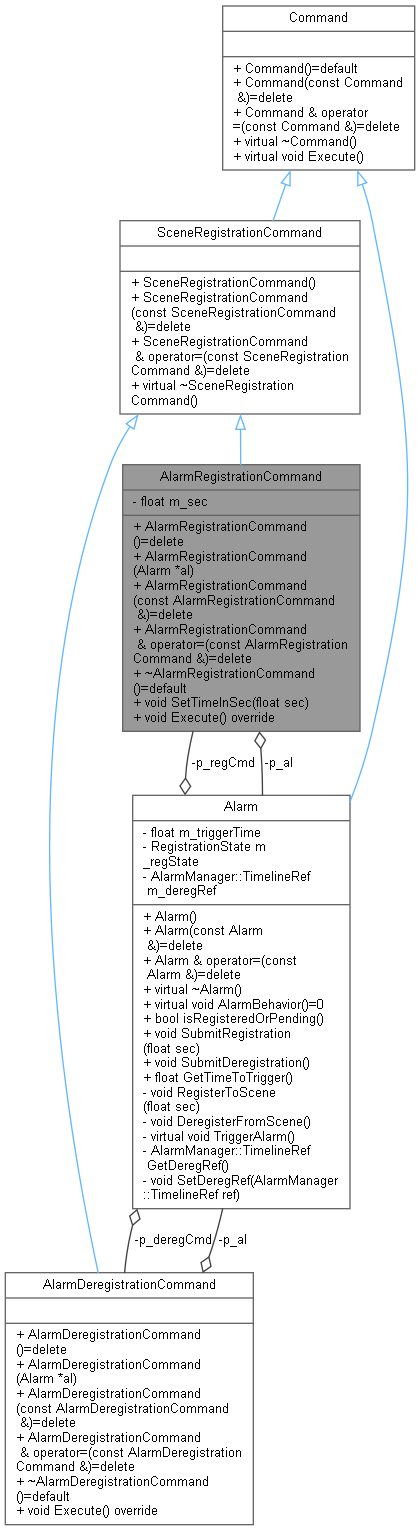 Command
+ Command()=default
+ Command(const Command
&)=delete
+ Command & operator
=(const Command &)=delete
+ virtual ~Command()
+ virtual void Execute()
SceneRegistrationCommand
+ SceneRegistrationCommand()
+ SceneRegistrationCommand
(const SceneRegistrationCommand
&)=delete
+ SceneRegistrationCommand
& operator=(const SceneRegistration
Command &)=delete
+ virtual ~SceneRegistration
Command()
AlarmRegistrationCommand
- float m_sec
+ AlarmRegistrationCommand
()=delete
+ AlarmRegistrationCommand
(Alarm *al)
+ AlarmRegistrationCommand
(const AlarmRegistrationCommand
&)=delete
+ AlarmRegistrationCommand
& operator=(const AlarmRegistration
Command &)=delete
+ ~AlarmRegistrationCommand
()=default
+ void SetTimeInSec(float sec)
+ void Execute() override
-p_regCmd
-p_al
Alarm
- float m_triggerTime
- RegistrationState m
_regState
- AlarmManager::TimelineRef
m_deregRef
+ Alarm()
+ Alarm(const Alarm
&)=delete
+ Alarm & operator=(const
Alarm &)=delete
+ virtual ~Alarm()
+ virtual void AlarmBehavior()=0
+ bool isRegisteredOrPending()
+ void SubmitRegistration
(float sec)
+ void SubmitDeregistration()
+ float GetTimeToTrigger()
- void RegisterToScene
(float sec)
- void DeregisterFromScene()
- virtual void TriggerAlarm()
- AlarmManager::TimelineRef
GetDeregRef()
- void SetDeregRef(AlarmManager
::TimelineRef ref)
-p_deregCmd
-p_al
AlarmDeregistrationCommand
+ AlarmDeregistrationCommand
()=delete
+ AlarmDeregistrationCommand
(Alarm *al)
+ AlarmDeregistrationCommand
(const AlarmDeregistrationCommand
&)=delete
+ AlarmDeregistrationCommand
& operator=(const AlarmDeregistration
Command &)=delete
+ ~AlarmDeregistrationCommand
()=default
+ void Execute() override